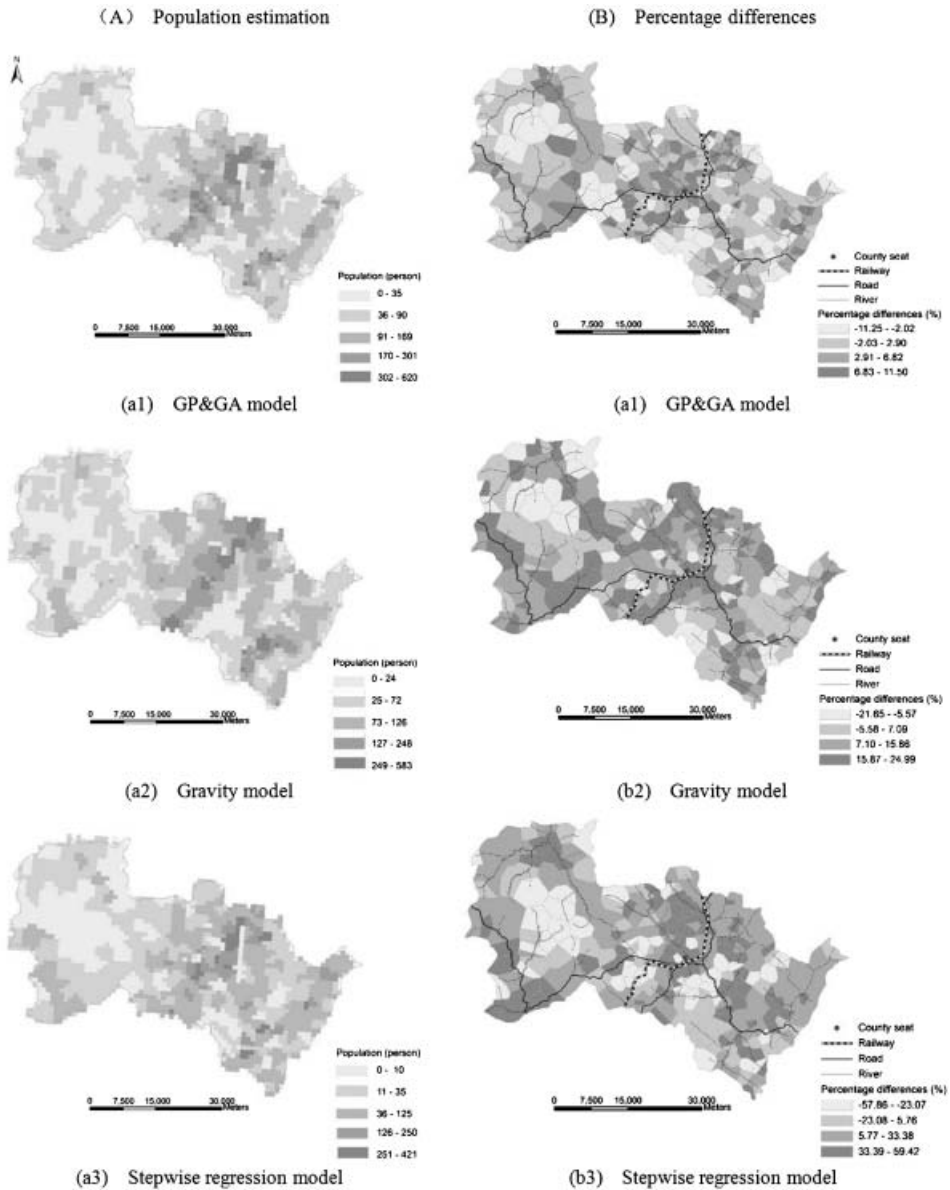 (A) Population estimation
(B) Percentage differences
N
Population (person)
0 - 35
36 - 90
91 - 169
170 - 301
302 - 620
0 7,500 15,000 30,000
Meters
County seat
Railway
Road
River
Percentage differences (%)
-11.25 - -2.02
-2.03 - 2.90
2.91 - 6.82
6.83 - 11.50
0 7,500 15,000 30,000
Meters
(a1) GP&GA model
(a1) GP&GA model
Population (person)
0 - 24
25 - 72
73 - 126
127 - 248
249 - 583
0 7,500 15,000 30,000
Meters
County seat
Railway
Road
River
Percentage differences (%)
-21.65 - -5.57
-5.58 - 7.09
7.10 - 15.86
15.87 - 24.99
0 7,500 15,000 30,000
Meters
(a2) Gravity model
(b2) Gravity model
Population (person)
0 - 10
11 - 35
36 - 125
126 - 250
251 - 421
0 7,500 15,000 30,000
Meters
County seat
Railway
Road
River
Percentage differences (%)
-57.86 - -23.07
-23.08 - 5.76
5.77 - 33.38
33.39 - 59.42
0 7,500 15,000 30,000
Meters
(a3) Stepwise regression model
(b3) Stepwise regression model